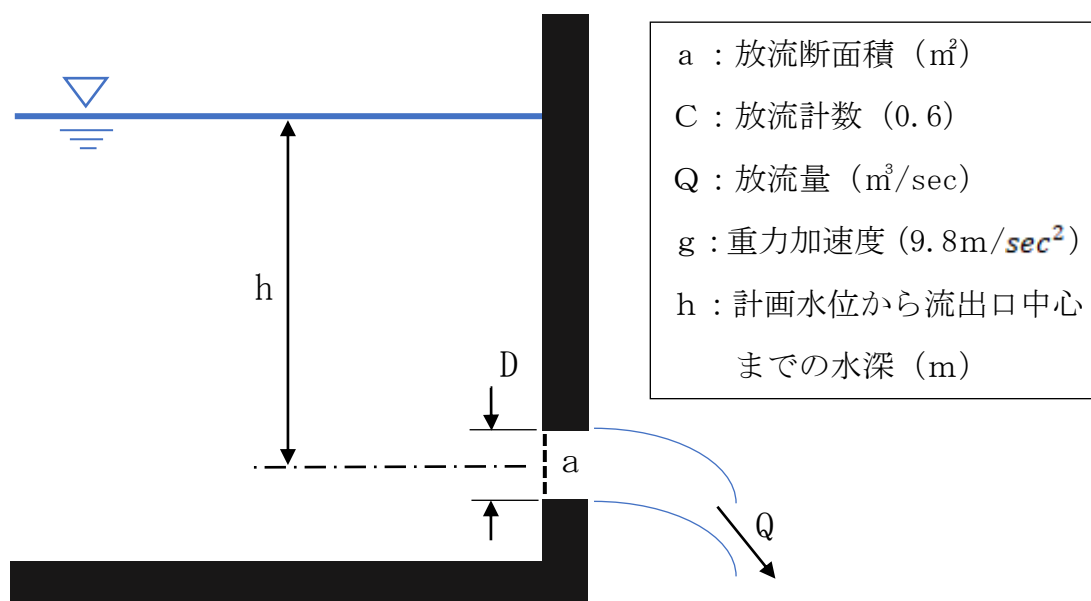 h
D
a
Q
a：放流断面積（㎡）
C：放流計数（0.6）
Q：放流量（㎥/sec）
g：重力加速度（9.8m/sec²）
h：計画水位から流出口中心
までの水深（m）